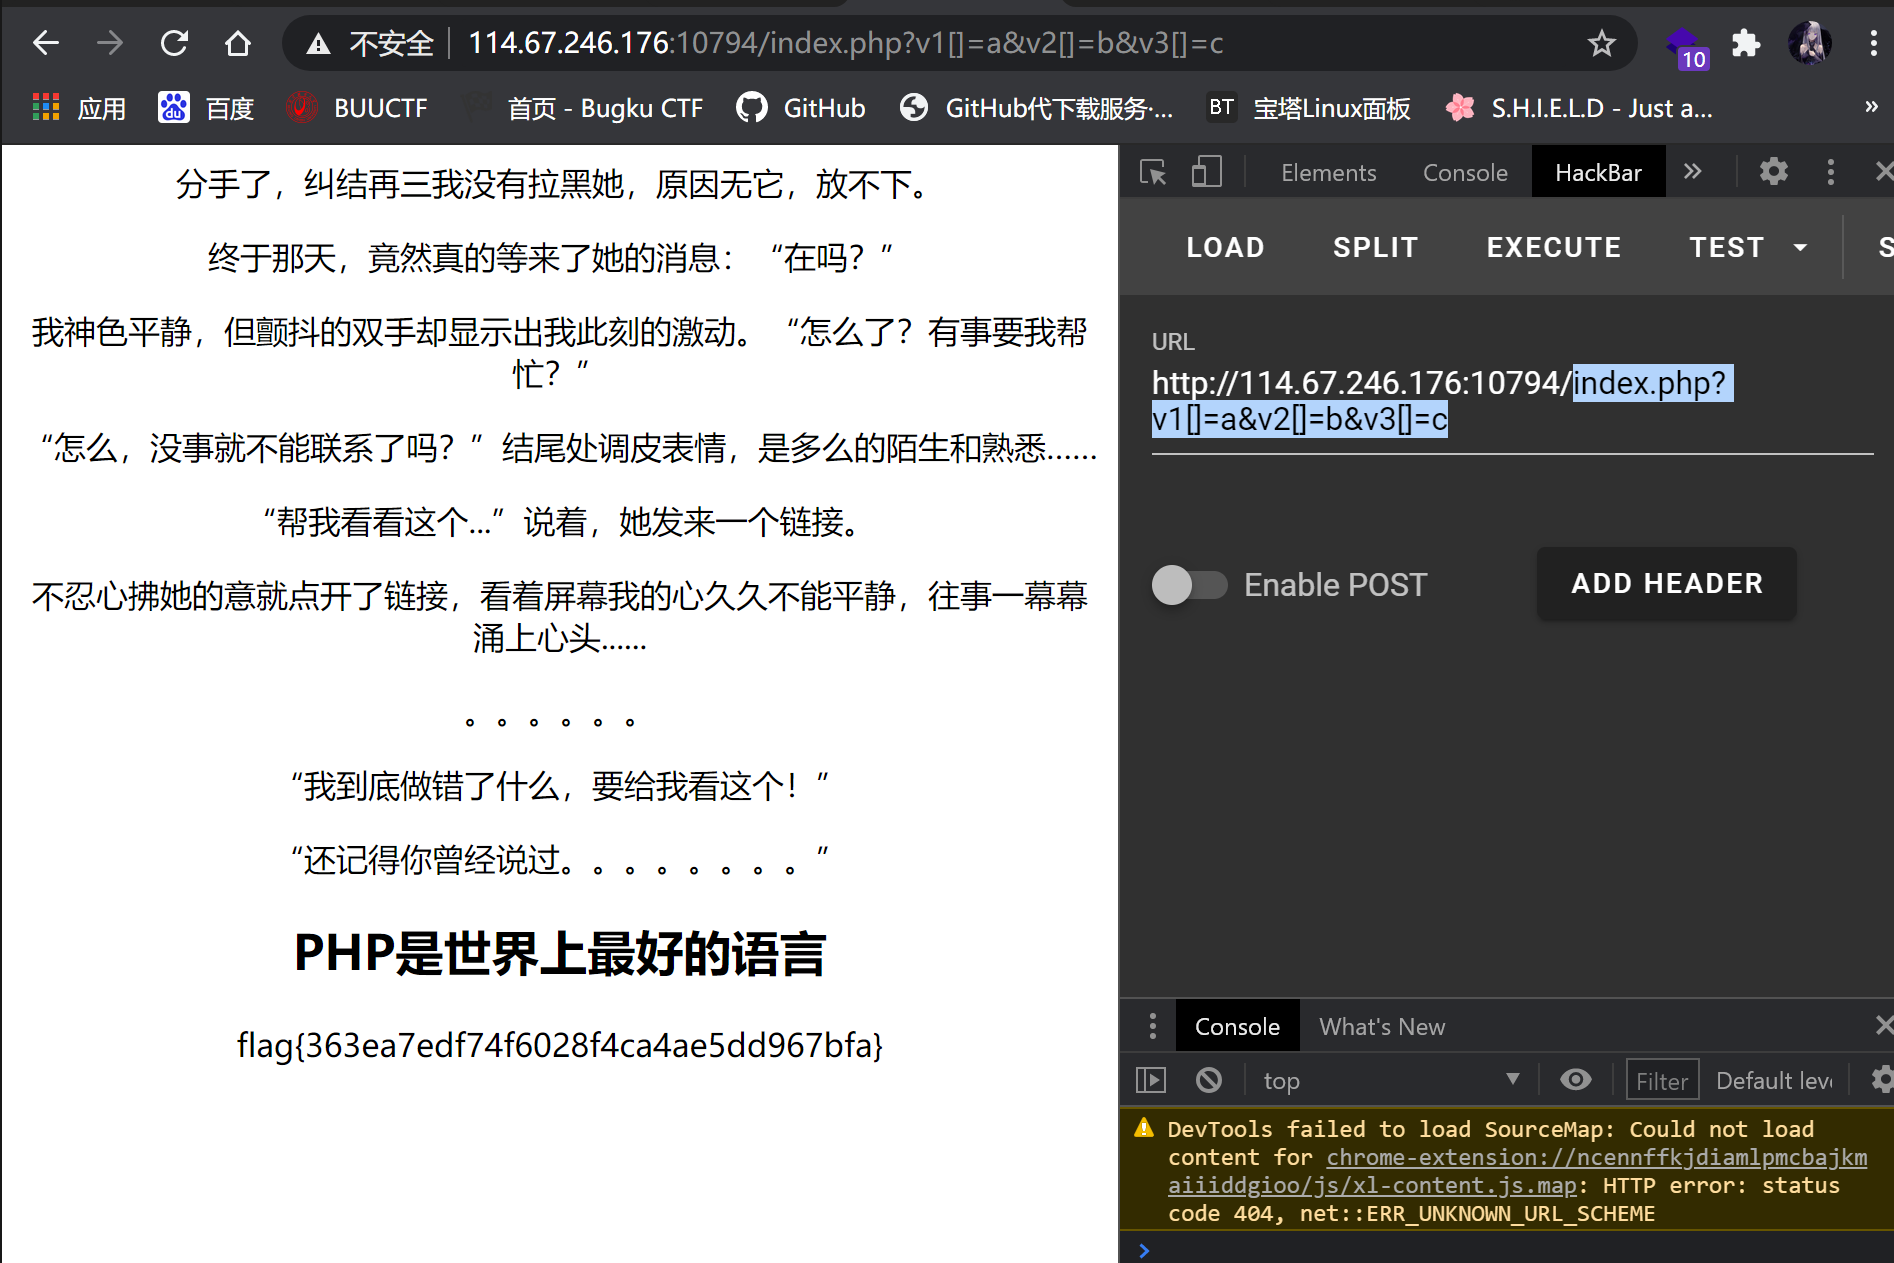 不安全 114.67.246.176:10794/index.php?v1[]=a&v2[]=b&v3[]=c
10
应用 百度 BUUCTF 首页 - Bugku CTF GitHub GitHub代下载服务·... BT 宝塔Linux面板 S.H.I.E.L.D - Just a... »
分手了，纠结再三我没有拉黑她，原因无它，放不下。
终于那天，竟然真的等来了她的消息：“在吗？”
我神色平静，但颤抖的双手却显示出我此刻的激动。“怎么了？有事要我帮
忙？”
“怎么，没事就不能联系了吗？”结尾处调皮表情，是多么的陌生和熟悉……
“帮我看看这个...”说着，她发来一个链接。
不忍心拂她的意就点开了链接，看着屏幕我的心久久不能平静，往事一幕幕
涌上心头......
。。。。。。
“我到底做错了什么，要给我看这个！”
“还记得你曾经说过。。。。。。。。”
PHP是世界上最好的语言
flag{363ea7edf74f6028f4ca4ae5dd967bfa}
Elements Console HackBar »
LOAD SPLIT EXECUTE TEST S
URL
http://114.67.246.176:10794/index.php?
v1[]=a&v2[]=b&v3[]=c
Enable POST ADD HEADER
Console What's New
top Filter Default leve
DevTools failed to load SourceMap: Could not load
content for chrome-extension://ncennffkjdiamlpmcbajkm
aiiiddgioo/js/xl-content.js.map: HTTP error: status
code 404, net::ERR_UNKNOWN_URL_SCHEME